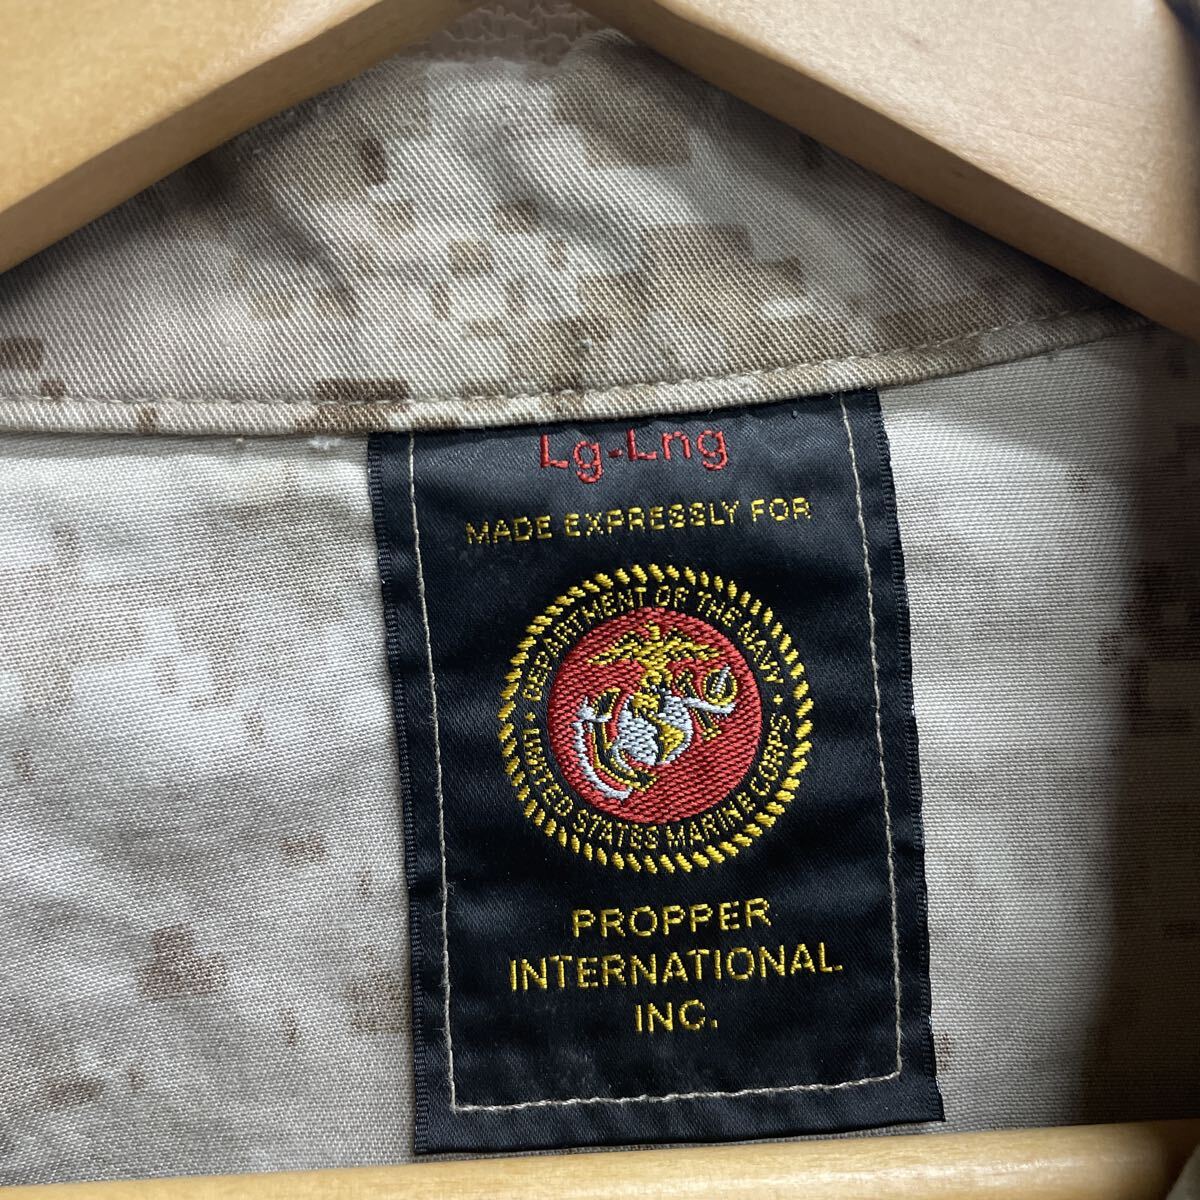 Lg-Lng
MADE EXPRESSLY FOR
DEPARTMENT OF THE NAVY
UNITED STATES MARINE CORPS
PROPPER
INTERNATIONAL
INC.